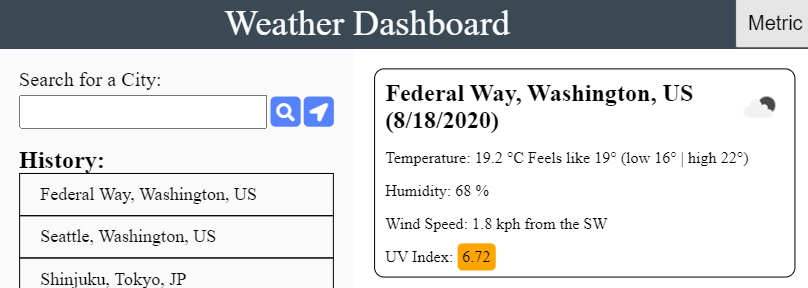 Weather Dashboard
Metric
Search for a City:
History:
Federal Way, Washington, US
Seattle, Washington, US
Shinjuku, Tokyo, JP
Federal Way, Washington, US
(8/18/2020)
Temperature: 19.2 °C Feels like 19° (low 16° | high 22°)
Humidity: 68 %
Wind Speed: 1.8 kph from the SW
UV Index: 6.72